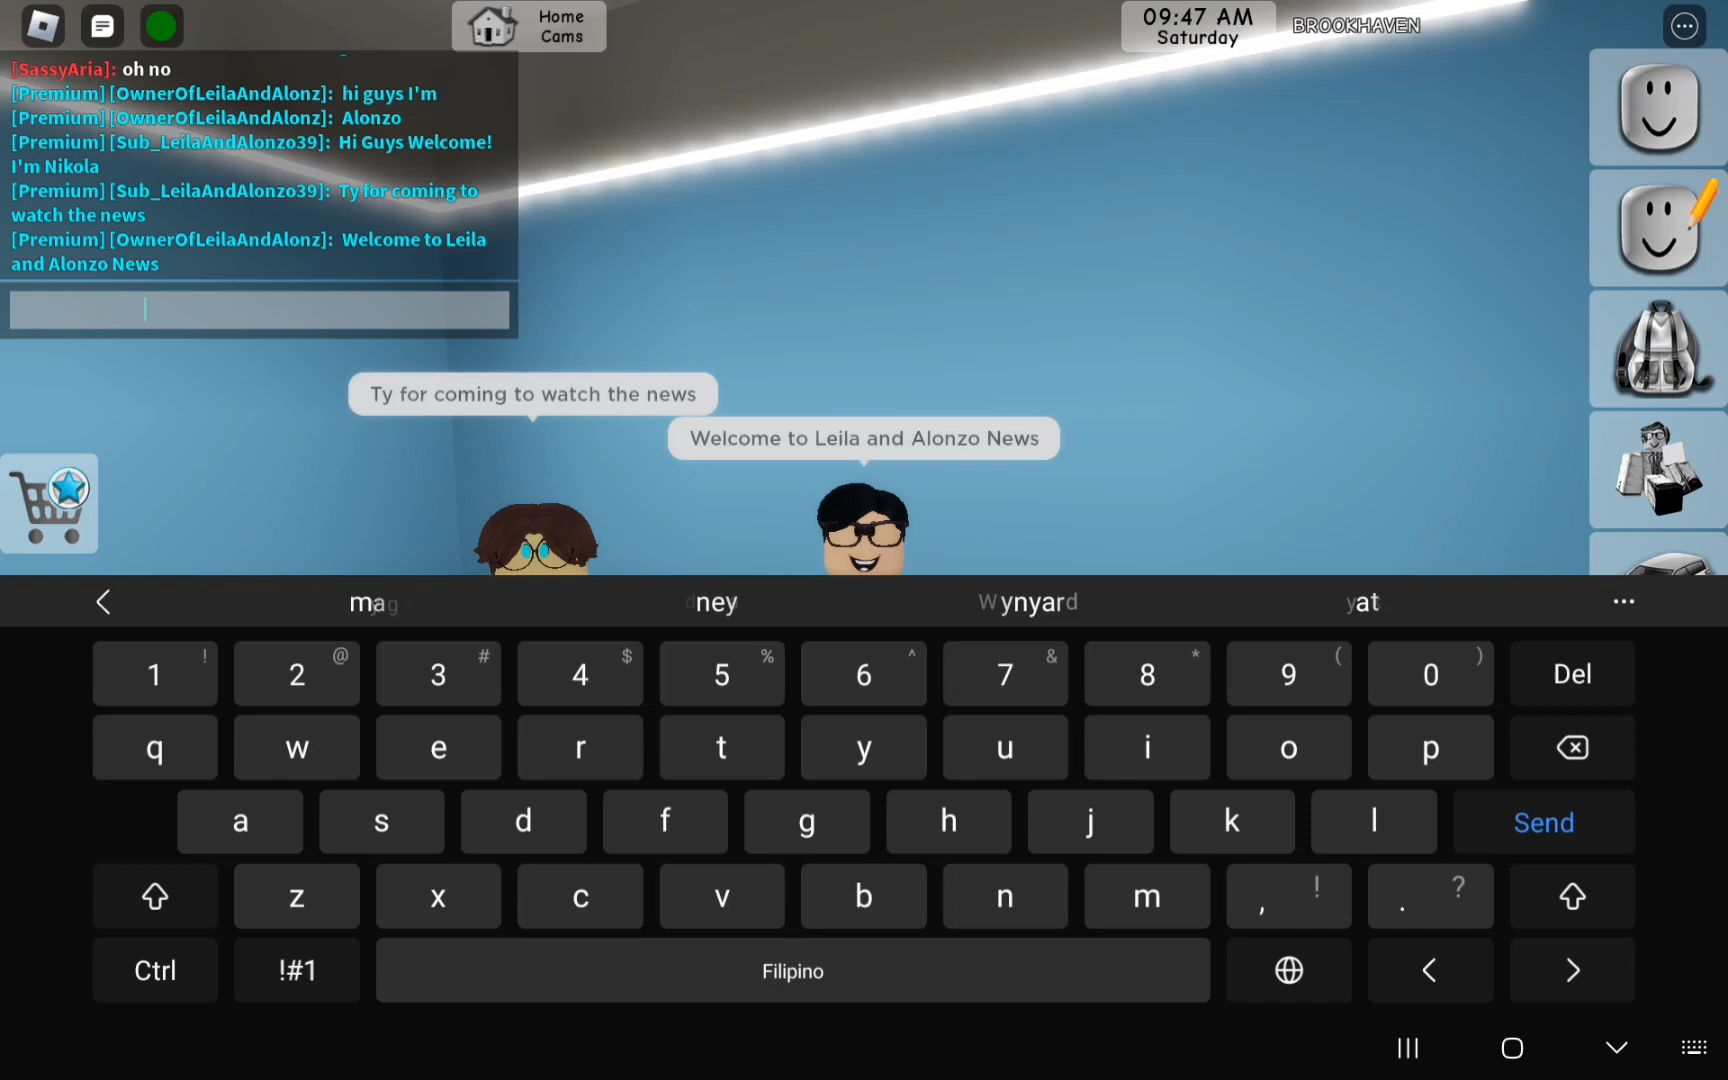 Home
Cams
09:47 AM
Saturday
BROOKHAVEN
[SassyAria]: oh no
[Premium] [OwnerOfLeilaAndAlonz]: hi guys I'm
[Premium] [OwnerOfLeilaAndAlonz]: Alonzo
[Premium] [Sub_LeilaAndAlonzo39]: Hi Guys Welcome!
I'm Nikola
[Premium] [Sub_LeilaAndAlonzo39]: Ty for coming to
watch the news
[Premium] [OwnerOfLeilaAndAlonz]: Welcome to Leila
and Alonzo News
Ty for coming to watch the news
Welcome to Leila and Alonzo News
ney Wynyard
1 ! 2 @ 3 # 4 $ 5 % 6 ^ 7 & 8 * 9 ( 0 ) Del
q w e r t y u i o p
a s d f g h j k l Send
z x c v b n m , ! . ?
Ctrl !#1 Filipino < >